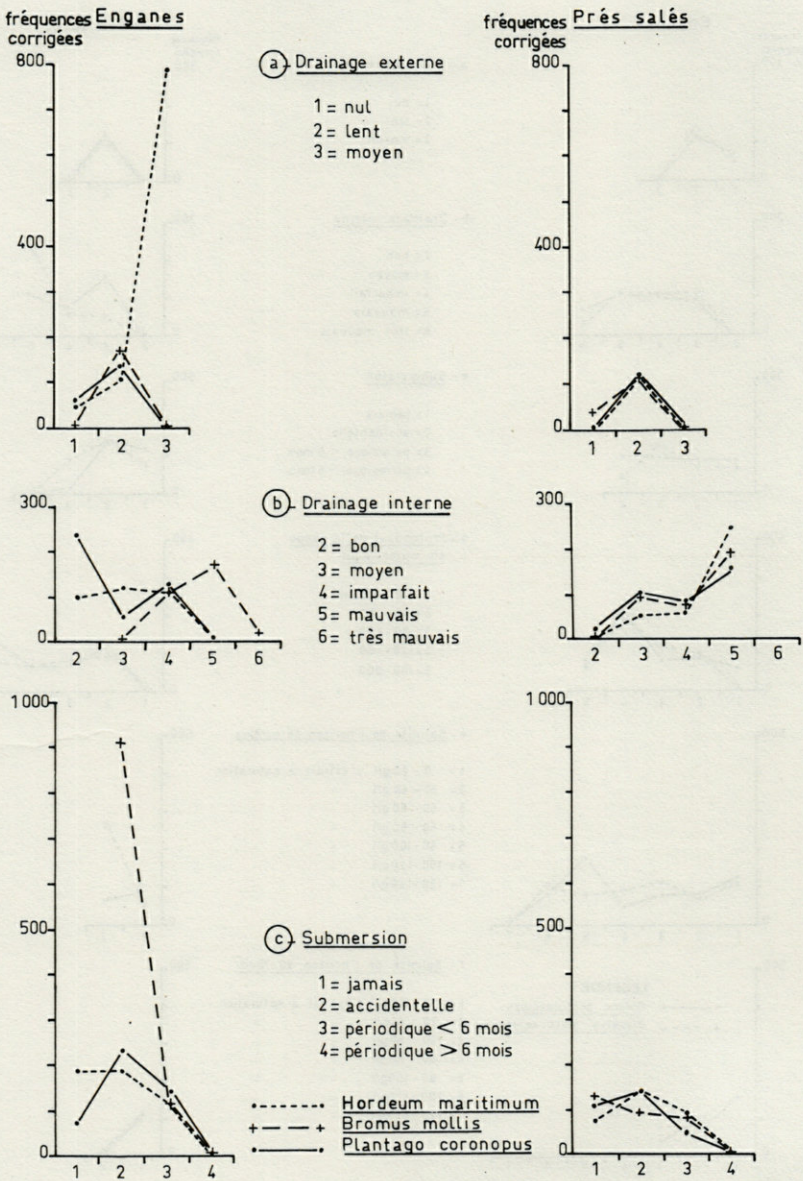 fréquences corrigées Enganes
fréquences corrigées Prés salés
800
400
0
1 2 3
a Drainage externe
1 = nul
2 = lent
3 = moyen
800
400
0
1 2 3
300
0
2 3 4 5 6
b Drainage interne
2 = bon
3 = moyen
4 = imparfait
5 = mauvais
6 = très mauvais
300
0
2 3 4 5 6
1 000
500
0
1 2 3 4
c Submersion
1 = jamais
2 = accidentelle
3 = périodique < 6 mois
4 = périodique > 6 mois
Hordeum maritimum
Bromus mollis
Plantago coronopus
1 000
500
0
1 2 3 4